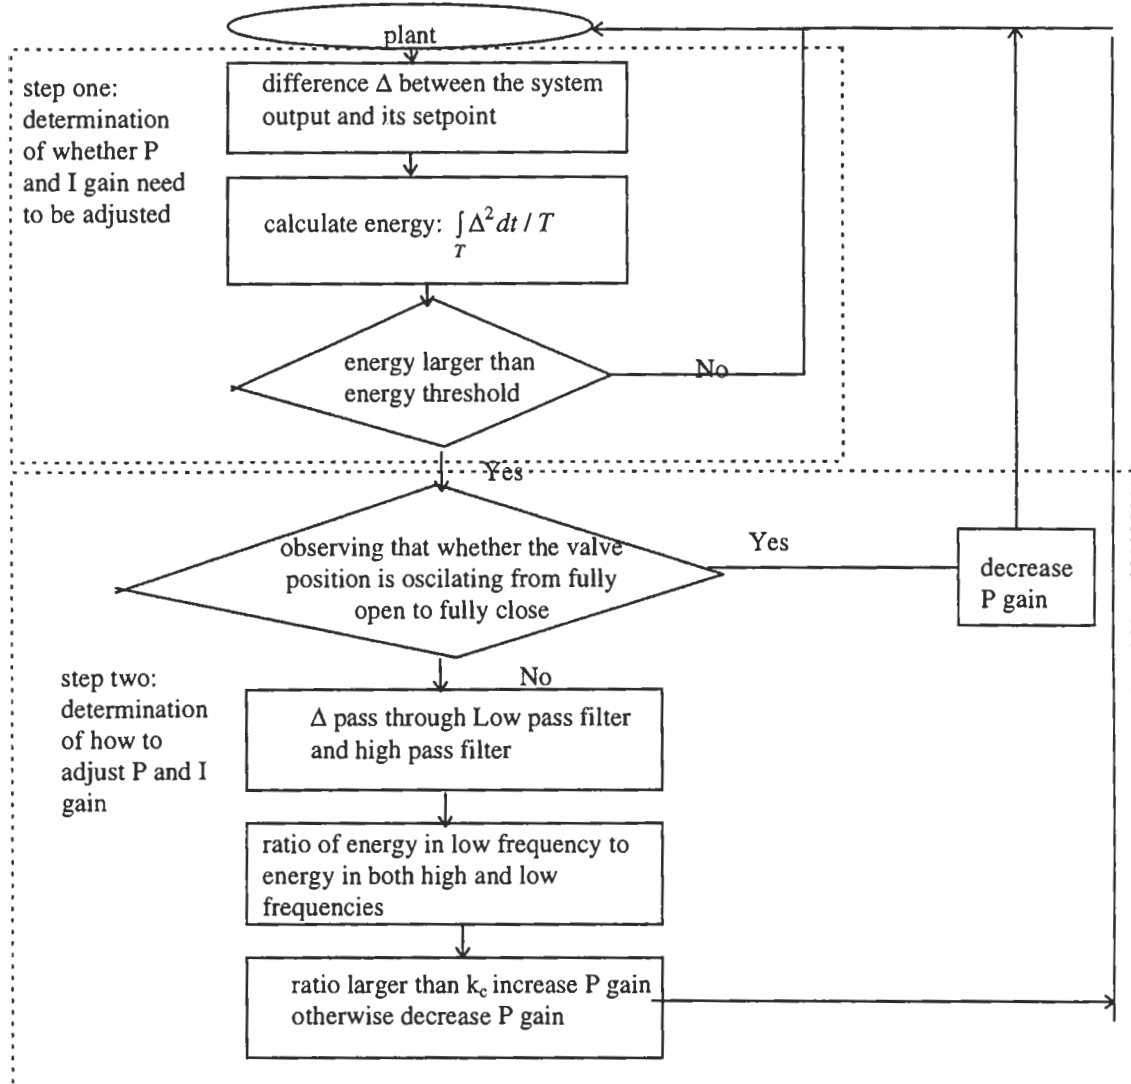 plant
step one:
determination
of whether P
and I gain need
to be adjusted
difference Δ between the system
output and its setpoint
calculate energy: ∫Δ² dt / T
T
energy larger than
energy threshold
No
Yes
observing that whether the valve
position is oscilating from fully
open to fully close
Yes
decrease
P gain
No
step two:
determination
of how to
adjust P and I
gain
Δ pass through Low pass filter
and high pass filter
ratio of energy in low frequency to
energy in both high and low
frequencies
ratio larger than k_c increase P gain
otherwise decrease P gain